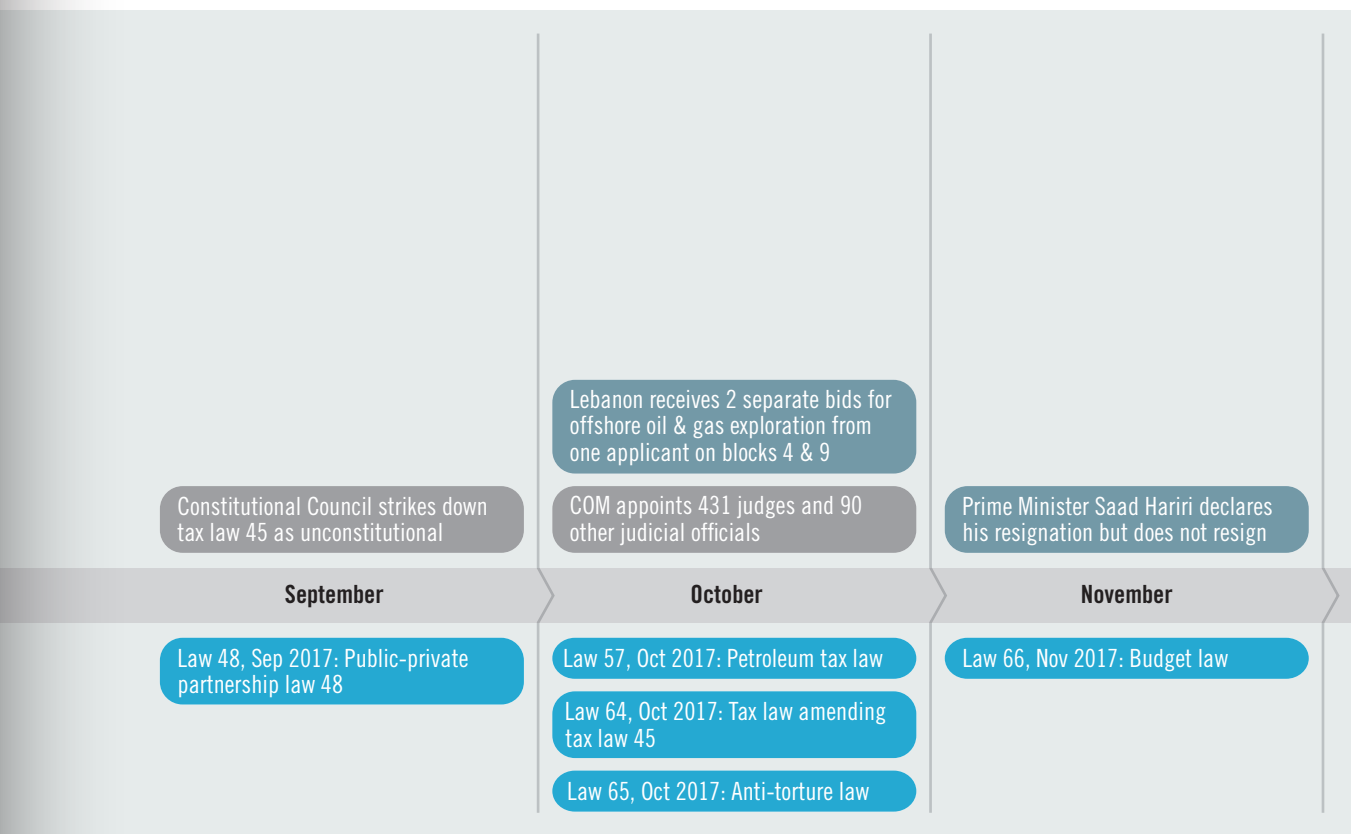 Lebanon receives 2 separate bids for
offshore oil & gas exploration from
one applicant on blocks 4 & 9
Constitutional Council strikes down
tax law 45 as unconstitutional
COM appoints 431 judges and 90
other judicial officials
Prime Minister Saad Hariri declares
his resignation but does not resign
September
October
November
Law 48, Sep 2017: Public-private
partnership law 48
Law 57, Oct 2017: Petroleum tax law
Law 64, Oct 2017: Tax law amending
tax law 45
Law 65, Oct 2017: Anti-torture law
Law 66, Nov 2017: Budget law